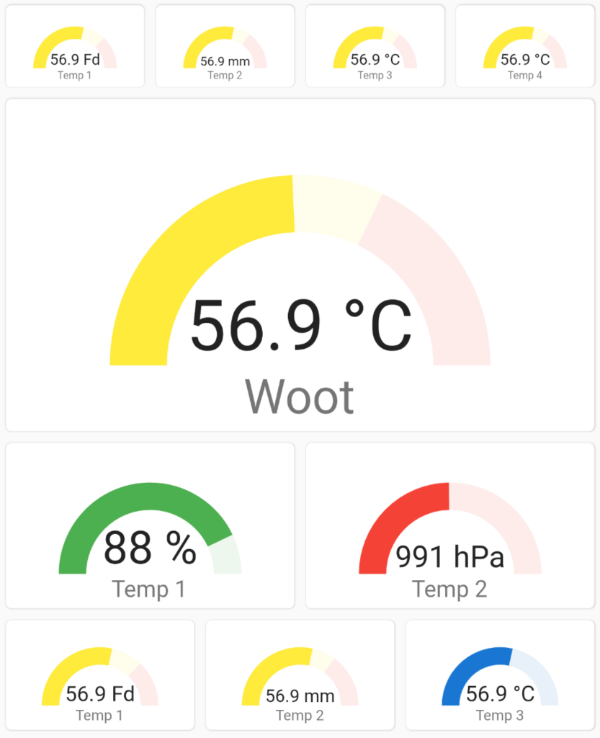 56.9 Fd
Temp 1
56.9 mm
Temp 2
56.9 °C
Temp 3
56.9 °C
Temp 4
56.9 °C
Woot
88 %
Temp 1
991 hPa
Temp 2
56.9 Fd
Temp 1
56.9 mm
Temp 2
56.9 °C
Temp 3